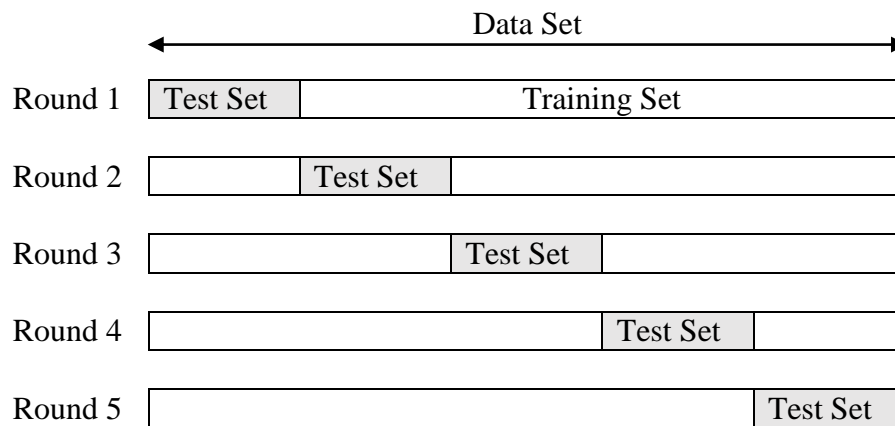 Data Set
Round 1 Test Set Training Set
Round 2 Test Set
Round 3 Test Set
Round 4 Test Set
Round 5 Test Set